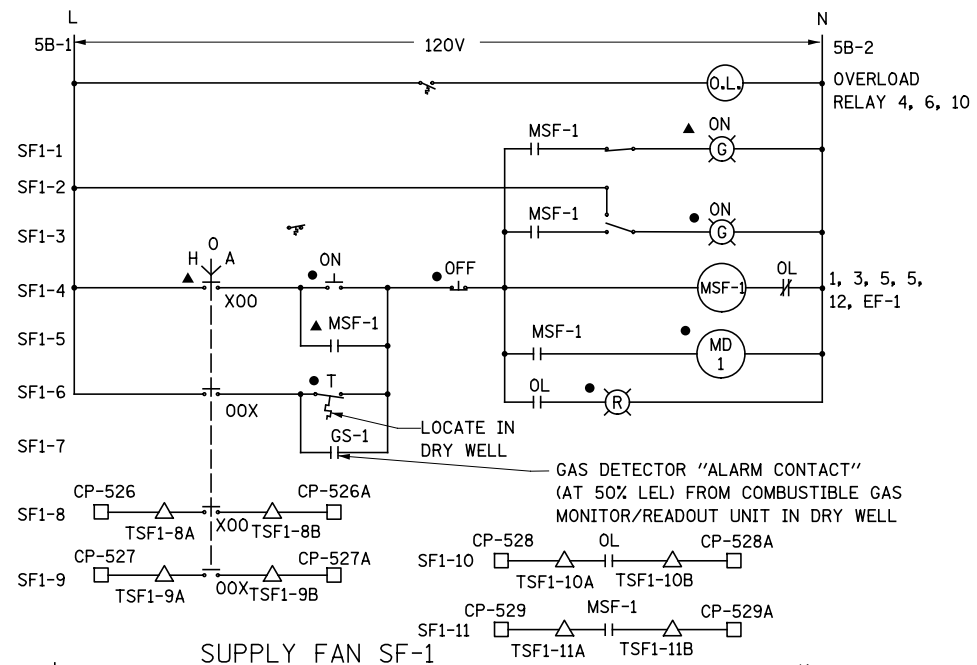 L N
5B-1 120V 5B-2
O.L. OVERLOAD
RELAY 4, 6, 10
SF1-1 MSF-1 ON G
SF1-2
SF1-3 MSF-1 ON G
H O A
SF1-4 XOO ON OFF MSF-1 OL 1, 3, 5, 5,
12, EF-1
SF1-5 MSF-1 MSF-1 MD
1
SF1-6 OOX T OL R
LOCATE IN
DRY WELL
SF1-7 GS-1
GAS DETECTOR "ALARM CONTACT"
(AT 50% LEL) FROM COMBUSTIBLE GAS
MONITOR/READOUT UNIT IN DRY WELL
CP-526 CP-526A
SF1-8 TSF1-8A XOO TSF1-8B
CP-527 CP-527A
SF1-9 TSF1-9A OOX TSF1-9B
CP-528 OL CP-528A
SF1-10 TSF1-10A TSF1-10B
CP-529 MSF-1 CP-529A
SF1-11 TSF1-11A TSF1-11B
SUPPLY FAN SF-1